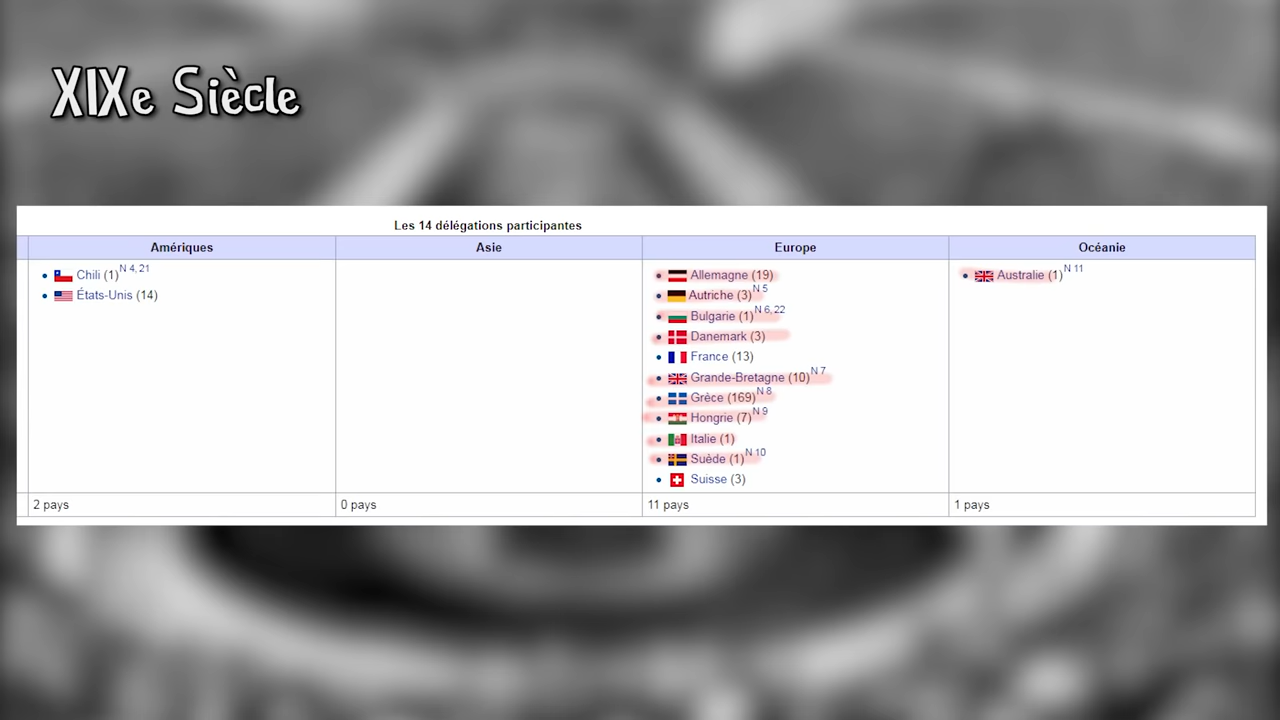 XIXe Siècle
Les 14 délégations participantes
Amériques
Asie
Europe
Océanie
Chili (1) N 4, 21
États-Unis (14)
Allemagne (19)
Autriche (3) N 5
Bulgarie (1) N 6, 22
Danemark (3)
France (13)
Grande-Bretagne (10) N 7
Grèce (169) N 8
Hongrie (7) N 9
Italie (1)
Suède (1) N 10
Suisse (3)
Australie (1) N 11
2 pays
0 pays
11 pays
1 pays